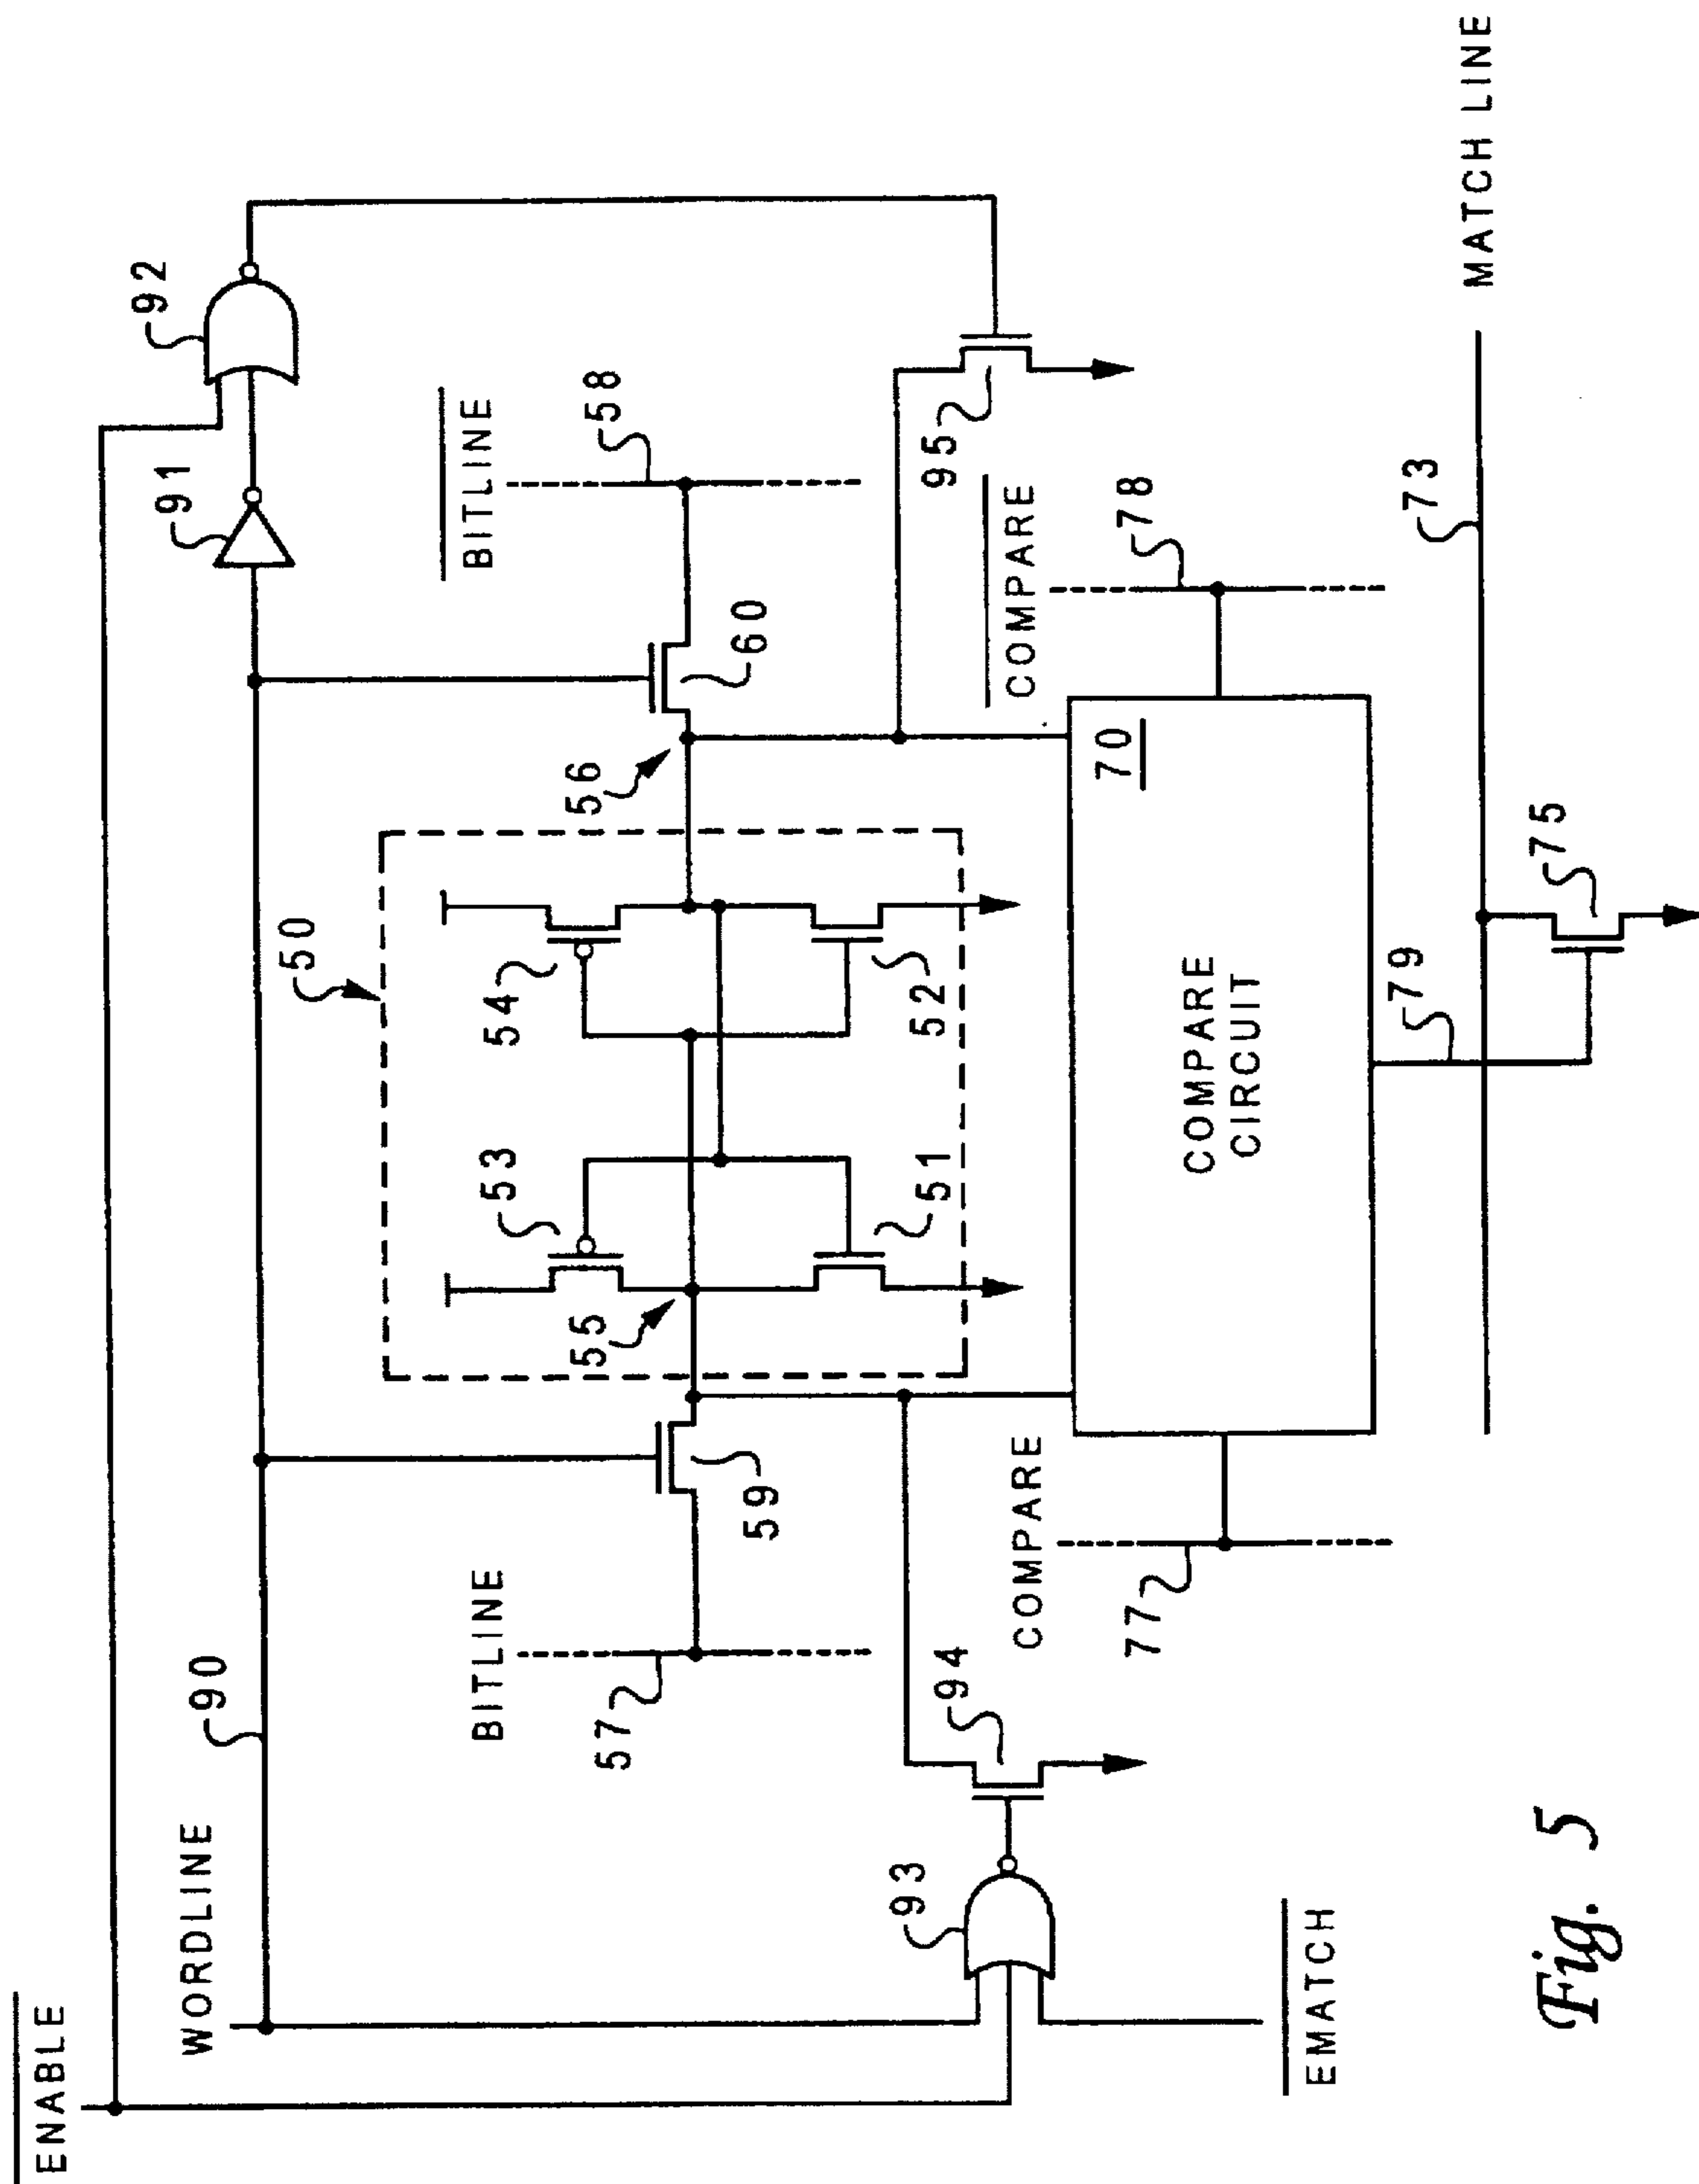 ENABLE
WORDLINE
90
91
92
BITLINE
57
BITLINE
58
50
53
54
55
56
51
52
59
60
93
94
95
EMATCH
COMPARE
77
COMPARE
78
70
COMPARE
CIRCUIT
79
75
73
MATCH LINE
Fig. 5